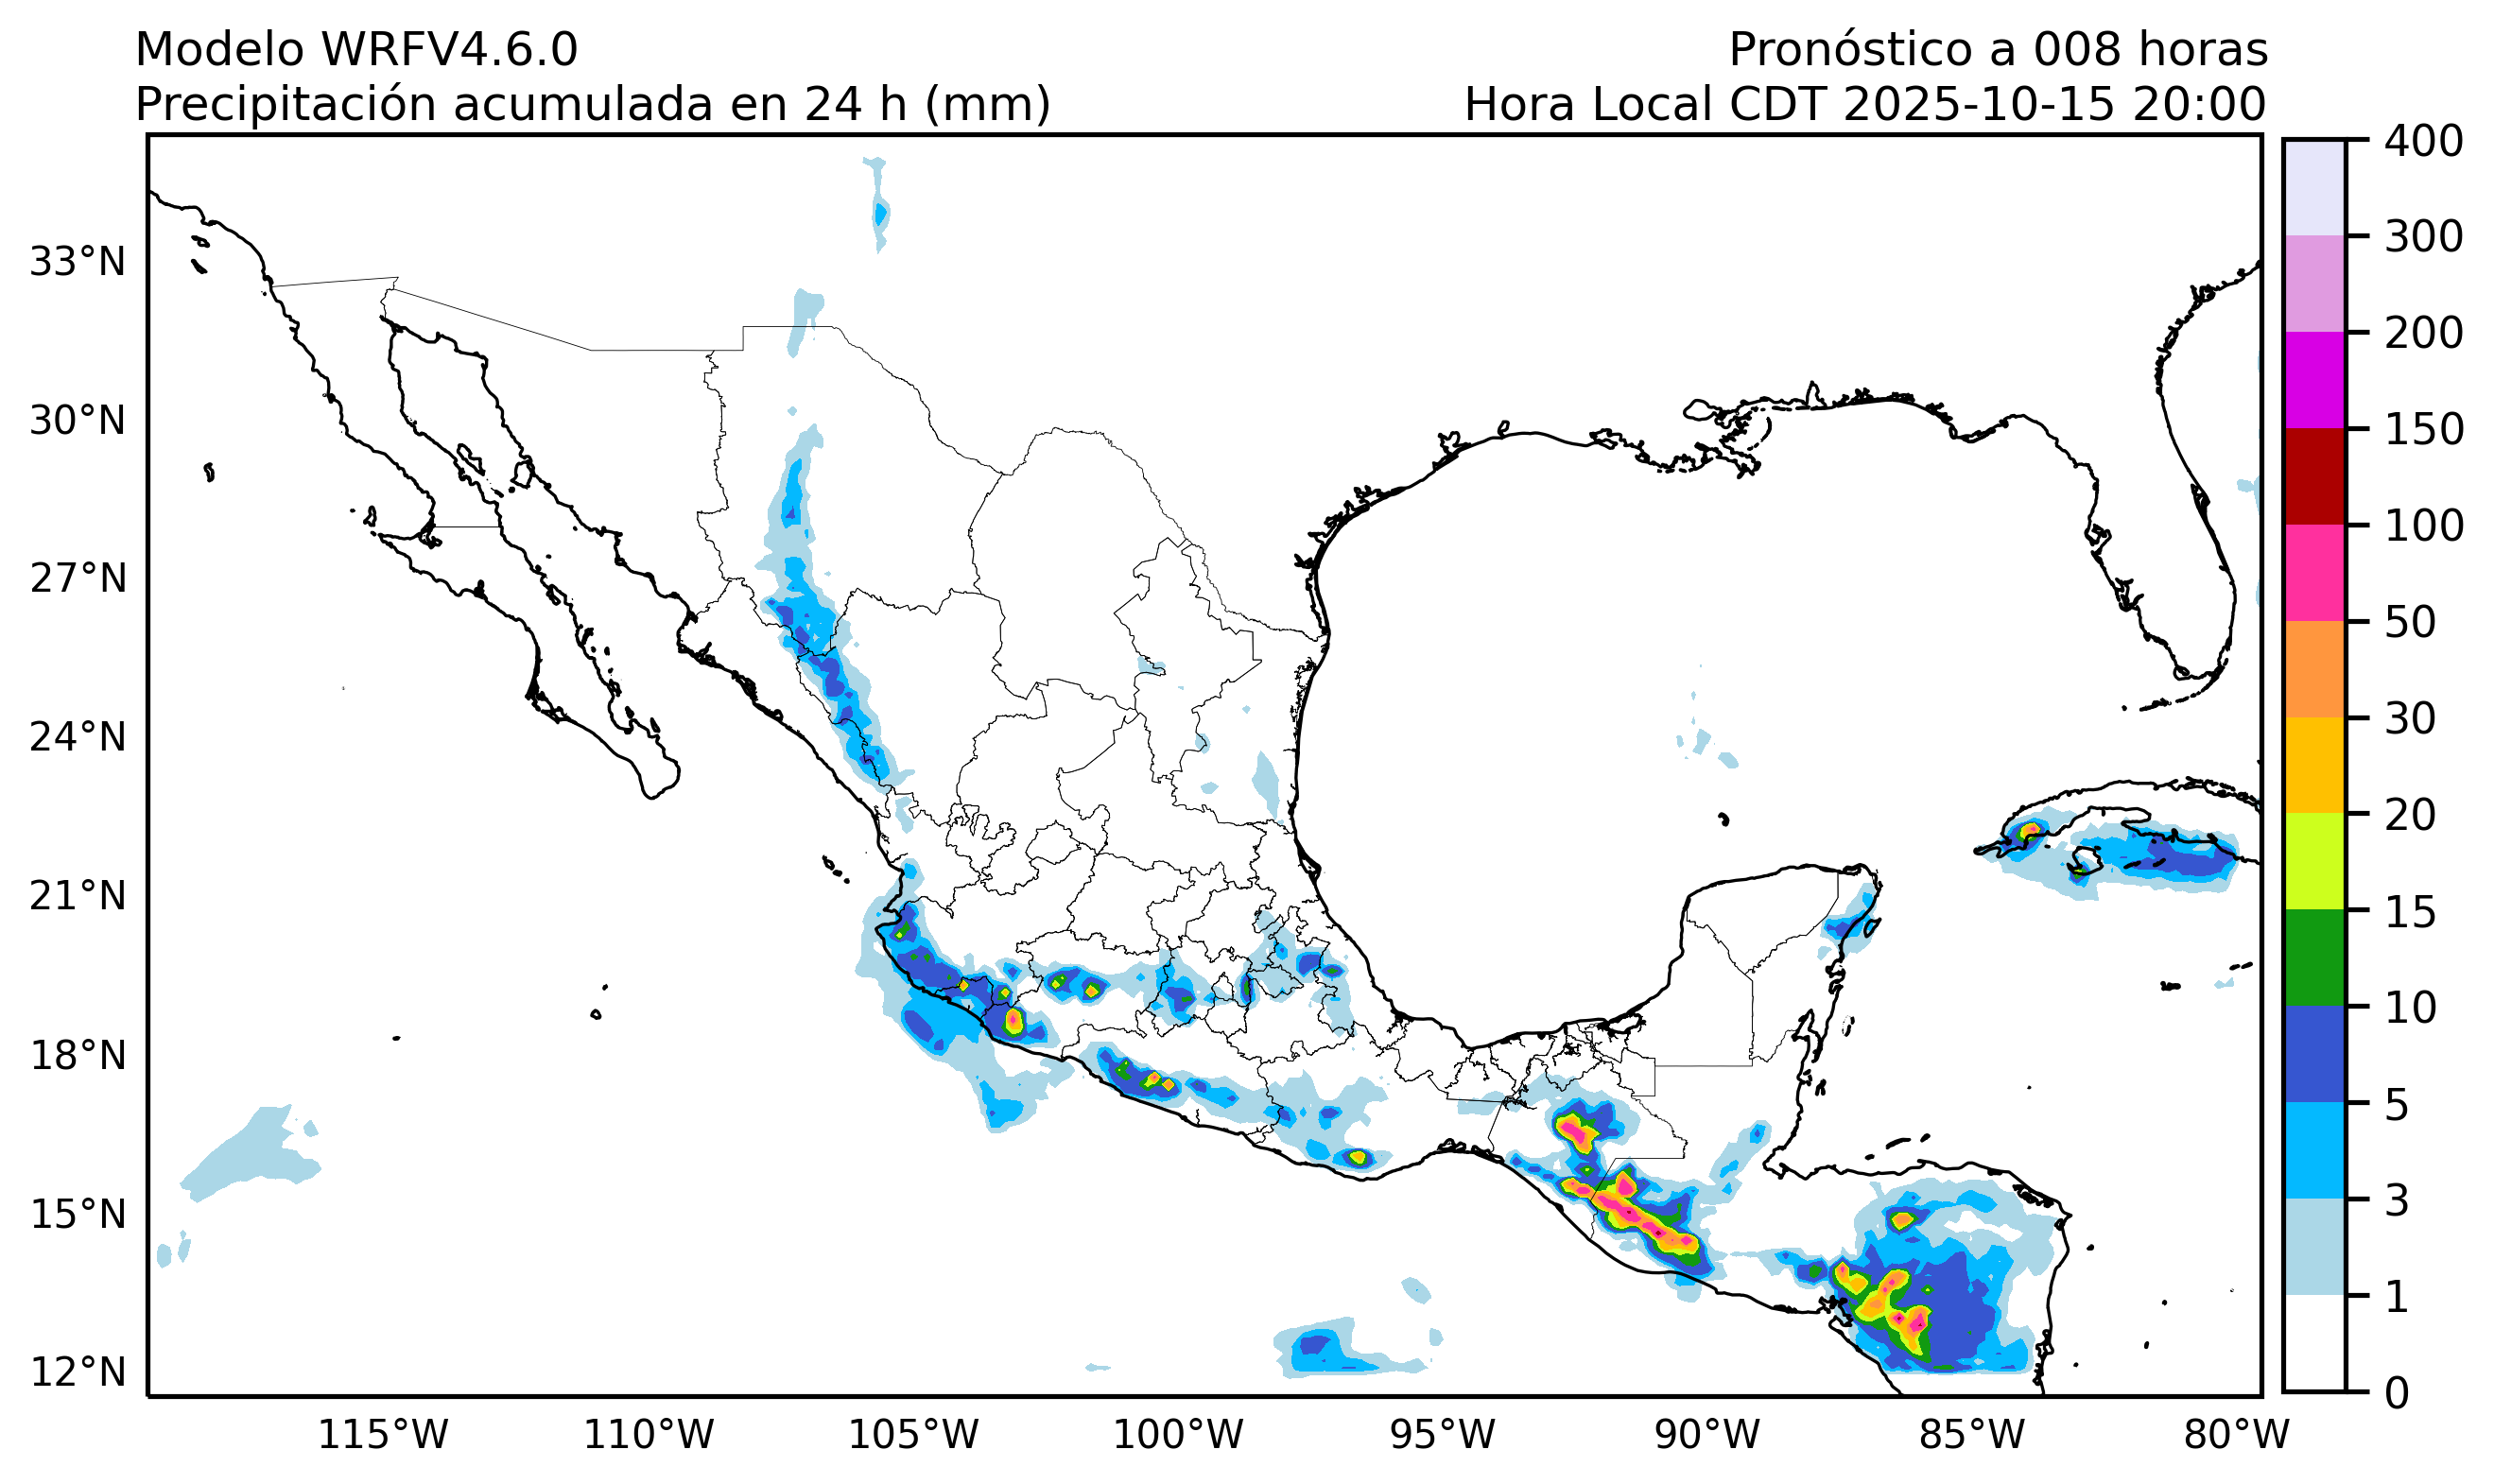 Modelo WRFV4.6.0
Pronóstico a 008 horas
Precipitación acumulada en 24 h (mm)
Hora Local CDT 2025-10-15 20:00
33°N
30°N
27°N
24°N
21°N
18°N
15°N
12°N
115°W
110°W
105°W
100°W
95°W
90°W
85°W
80°W
400
300
200
150
100
50
30
20
15
10
5
3
1
0